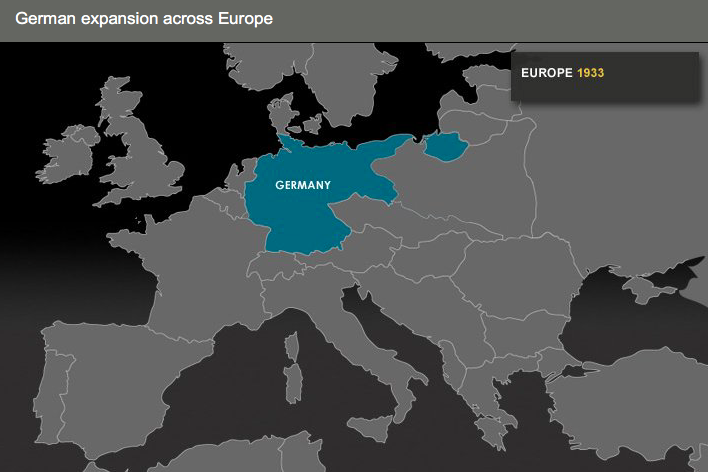 German expansion across Europe
EUROPE 1933
GERMANY